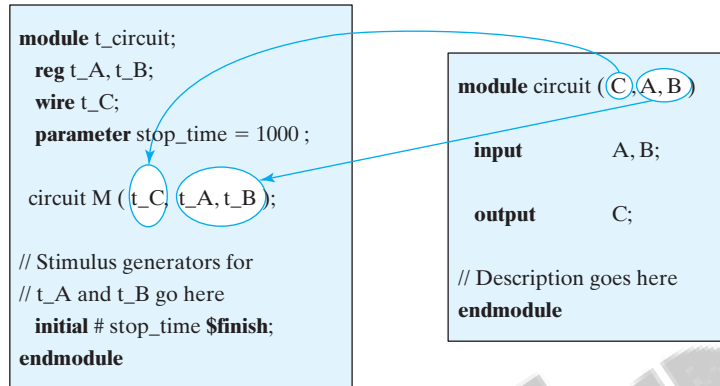 module t_circuit;
reg t_A, t_B;
wire t_C;
parameter stop_time = 1000 ;
circuit M ( t_C, t_A, t_B );
// Stimulus generators for
// t_A and t_B go here
initial # stop_time $finish;
endmodule
module circuit ( C , A, B )
input A, B;
output C;
// Description goes here
endmodule